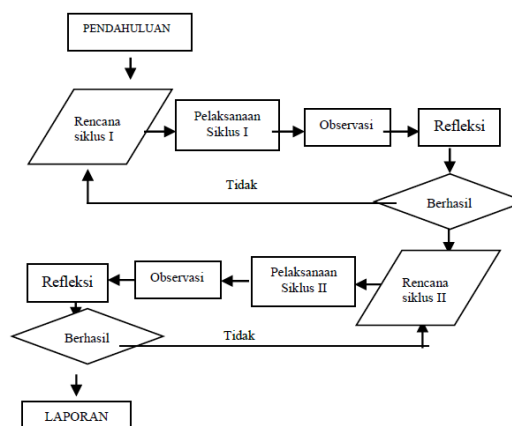 PENDAHULUAN
Rencana
siklus I
Pelaksanaan
Siklus I
Observasi
Refleksi
Tidak
Berhasil
Refleksi
Observasi
Pelaksanaan
Siklus II
Rencana
siklus II
Berhasil
Tidak
LAPORAN